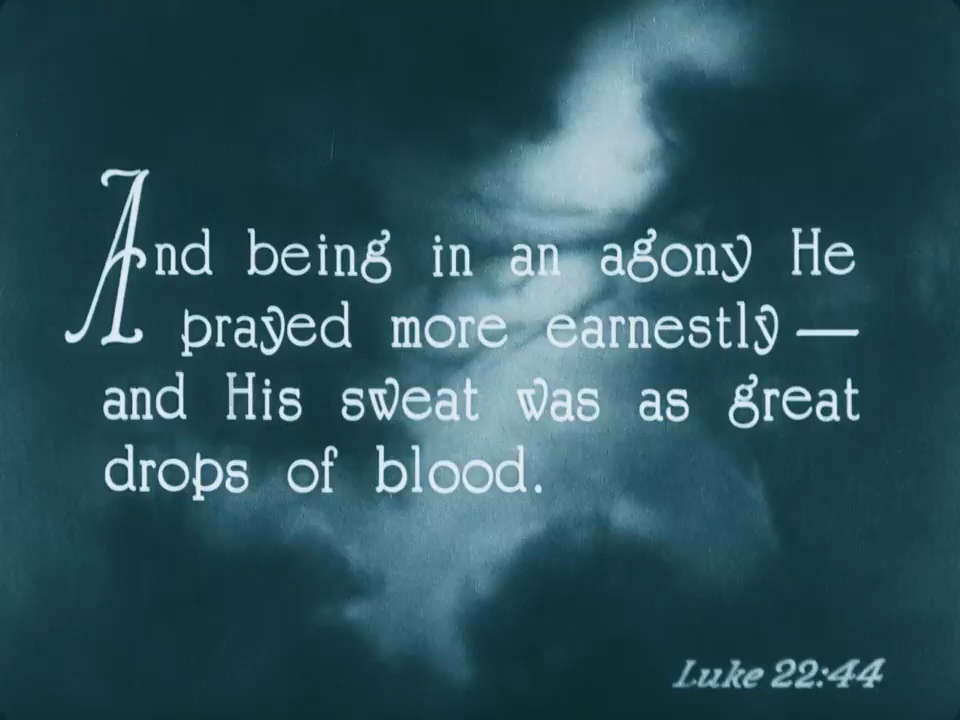 And being in an agony He
prayed more earnestly —
and His sweat was as great
drops of blood.
Luke 22:44